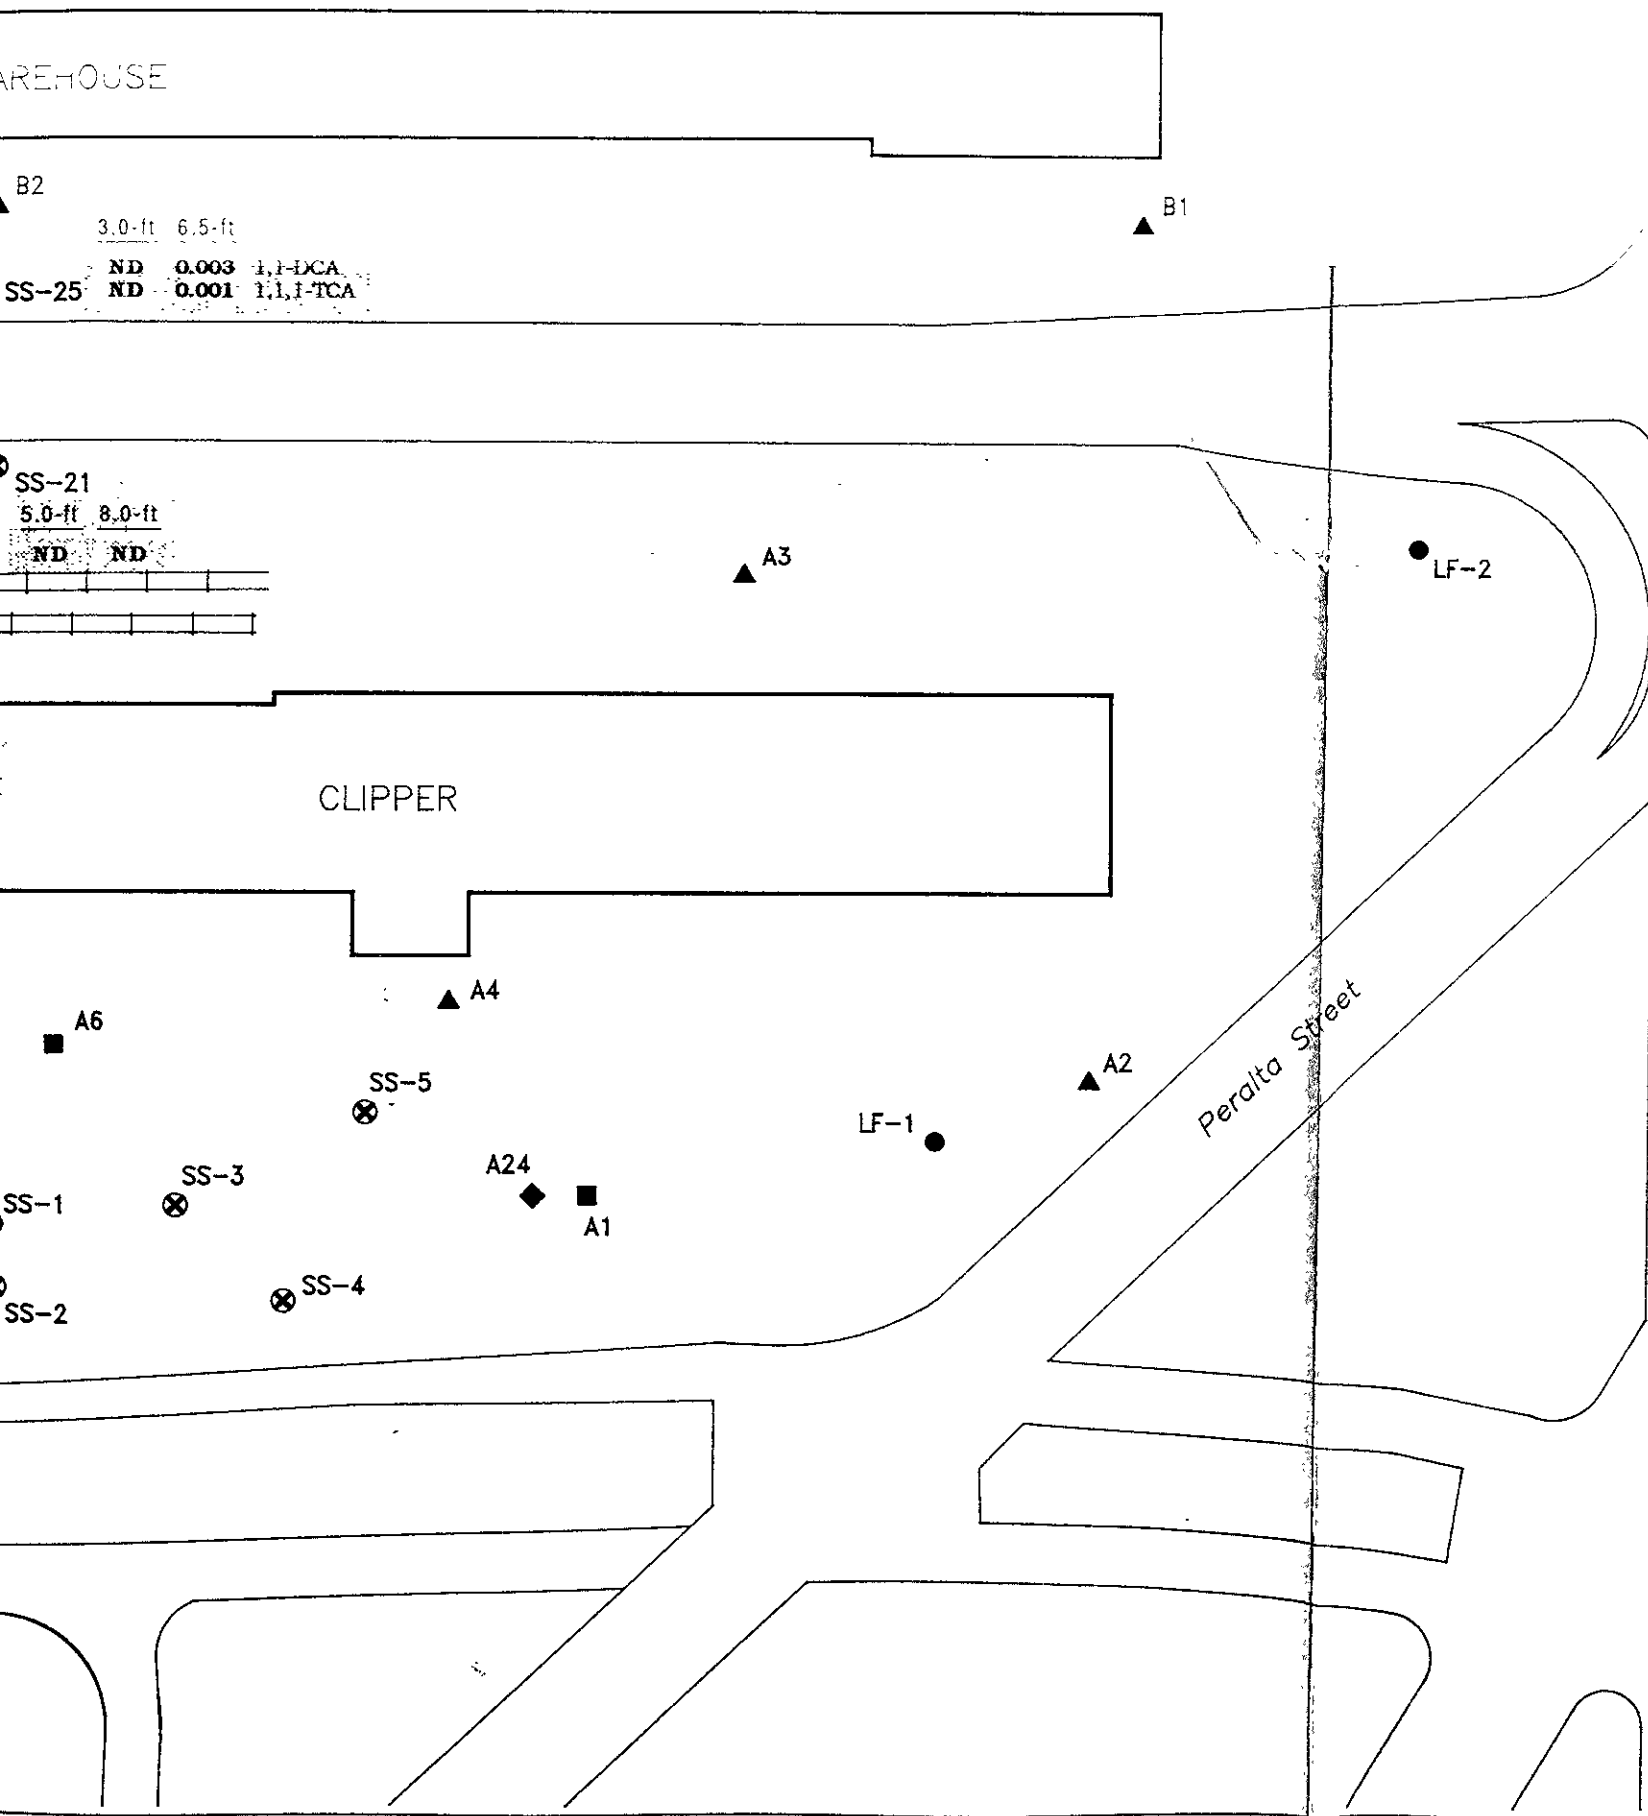 AREHOUSE
B2
B1
3.0-ft 6.5-ft
ND 0.003 1,1-DCA
SS-25 ND 0.001 1,1,1-TCA
SS-21
5.0-ft 8.0-ft
ND ND
A3
LF-2
CLIPPER
A4
A6
A2
SS-5
Peralta Street
LF-1
A24
SS-3
SS-1
A1
SS-4
SS-2